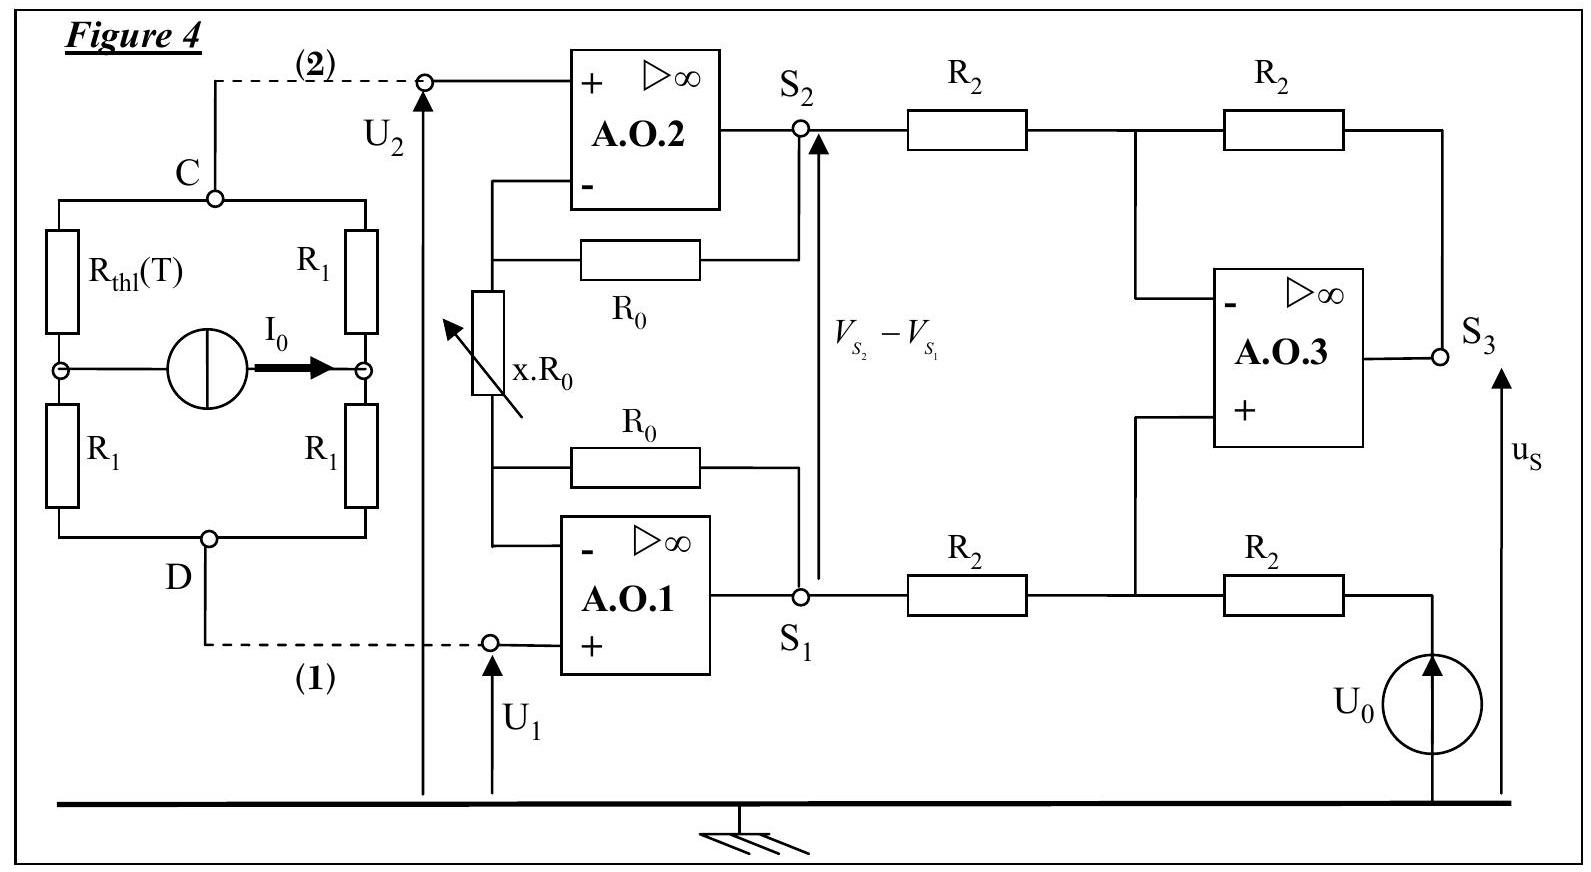 Figure 4
(2)
U2
C
Rthl(T)
R1
I0
R1
R1
D
(1)
U1
+ ▷∞
A.O.2
-
S2
R0
x.R0
R0
- ▷∞
A.O.1
+
S1
VS2 – VS1
R2
R2
- ▷∞
A.O.3
+
S3
uS
R2
R2
U0